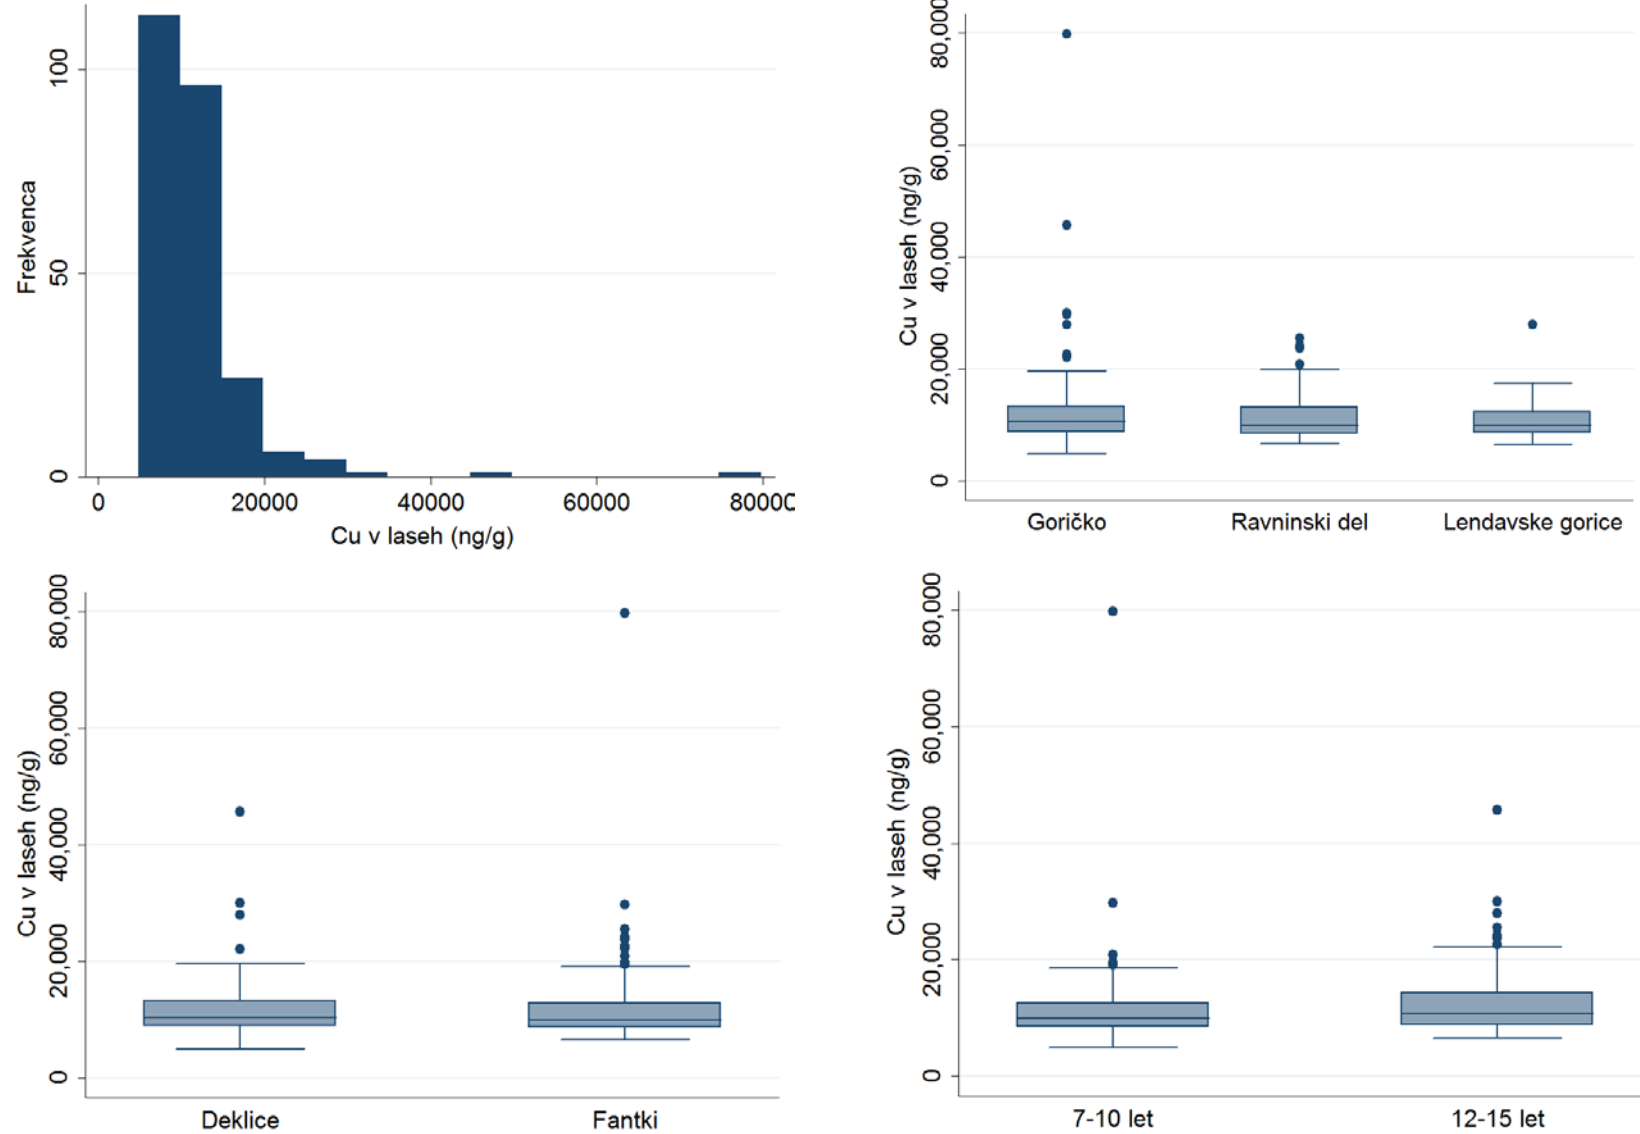 100
50
0
Frekvenca
0 20000 40000 60000 80000
Cu v laseh (ng/g)
80,000
60,000
40,000
20,000
0
Cu v laseh (ng/g)
Goričko Ravninski del Lendavske gorice
80,000
60,000
40,000
20,000
0
Cu v laseh (ng/g)
Deklice Fantki
80,000
60,000
40,000
20,000
0
Cu v laseh (ng/g)
7-10 let 12-15 let